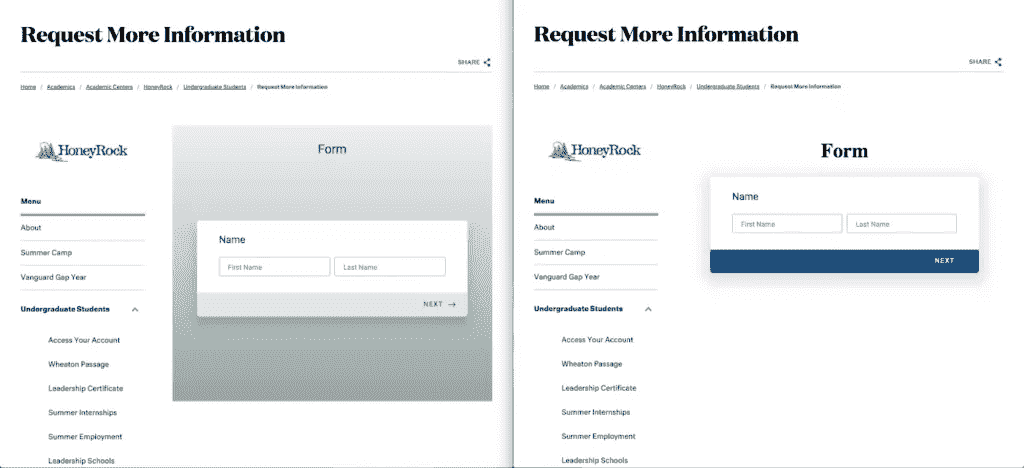 Request More Information
SHARE
Home / Academics / Academic Centers / HoneyRock / Undergraduate Students / Request More Information
HoneyRock
Menu
About
Summer Camp
Vanguard Gap Year
Undergraduate Students
Access Your Account
Wheaton Passage
Leadership Certificate
Summer Internships
Summer Employment
Leadership Schools
Form
Name
First Name Last Name
NEXT →
Request More Information
SHARE
Home / Academics / Academic Centers / HoneyRock / Undergraduate Students / Request More Information
HoneyRock
Menu
About
Summer Camp
Vanguard Gap Year
Undergraduate Students
Access Your Account
Wheaton Passage
Leadership Certificate
Summer Internships
Summer Employment
Leadership Schools
Form
Name
First Name Last Name
NEXT